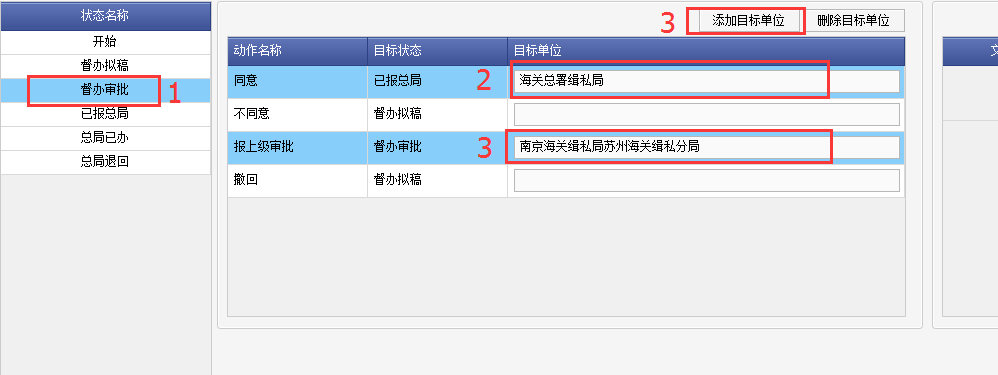 状态名称
开始
督办拟稿
督办审批
1
已报总局
总局已办
总局退回
3
添加目标单位
删除目标单位
动作名称 目标状态 目标单位
同意 已报总局 2 海关总署缉私局
不同意 督办拟稿
报上级审批 督办审批 3 南京海关缉私局苏州海关缉私分局
撤回 督办拟稿